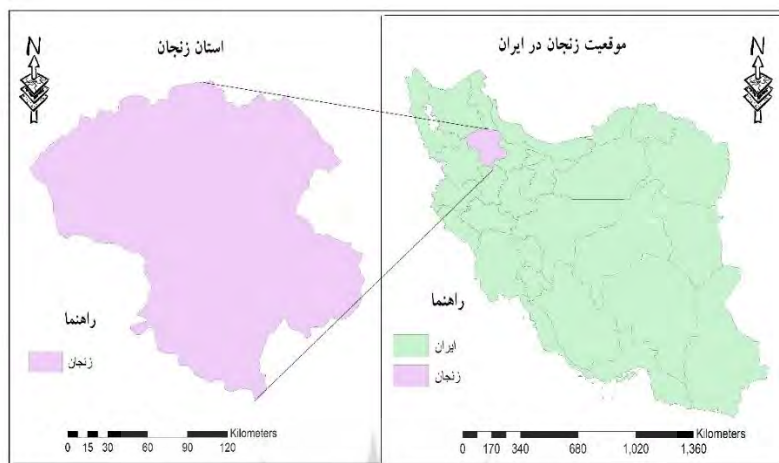 موقعیت زنجان در ایران
N
راهنما
ایران
زنجان
Kilometers
0 170 340 680 1,020 1,360
استان زنجان
N
راهنما
زنجان
Kilometers
0 15 30 60 90 120